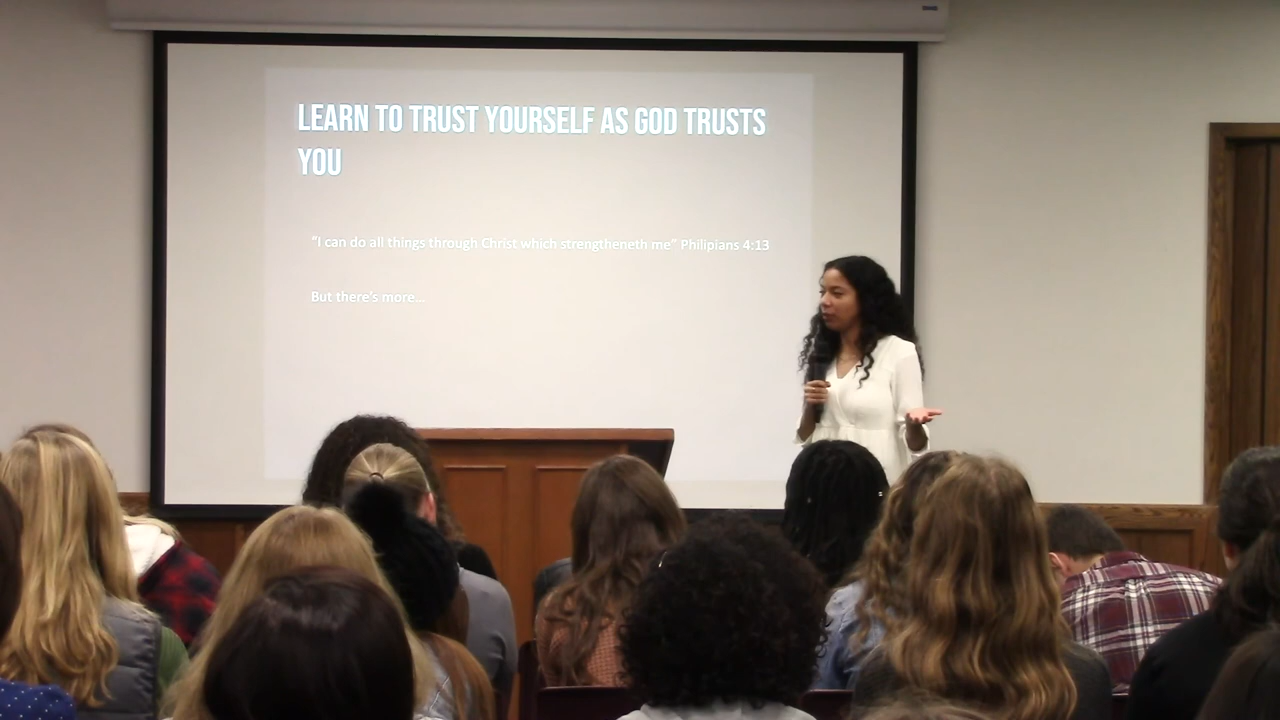 LEARN TO TRUST YOURSELF AS GOD TRUSTS
YOU
“I can do all things through Christ which strengtheneth me” Philipians 4:13
But there’s more...